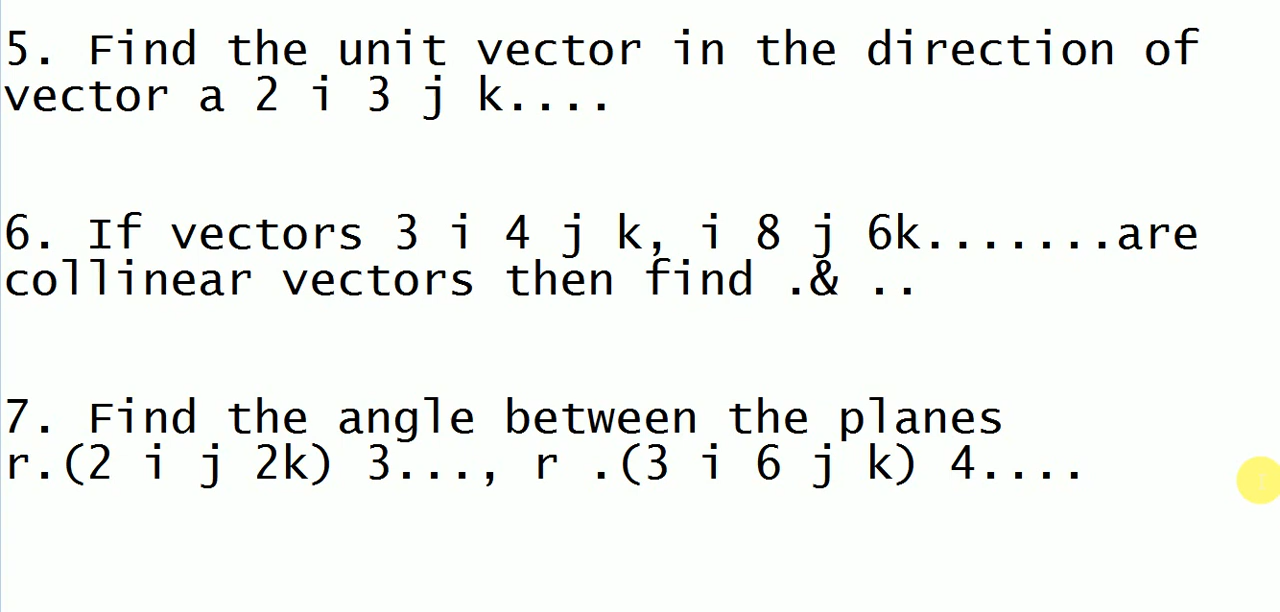 5. Find the unit vector in the direction of
vector a 2 i 3 j k....
6. If vectors 3 i 4 j k, i 8 j 6k.......are
collinear vectors then find .& ..
7. Find the angle between the planes
r.(2 i j 2k) 3..., r .(3 i 6 j k) 4....